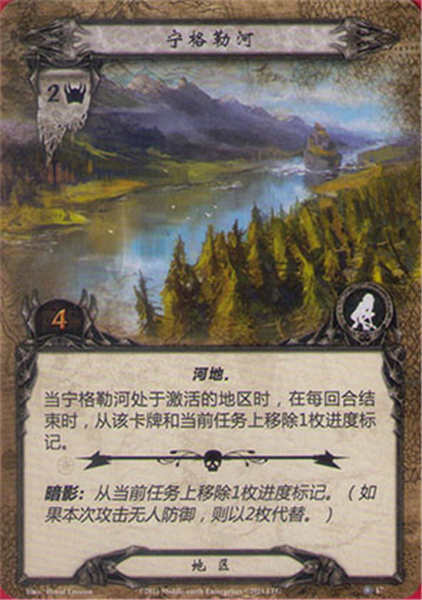 宁格勒河
2
4
河地.
当宁格勒河处于激活的地区时，在每回合结
束时，从该卡牌和当前任务上移除1枚进度标
记。
暗影：从当前任务上移除1枚进度标记。（如
果本次攻击无人防御，则以2枚代替。）
地 区